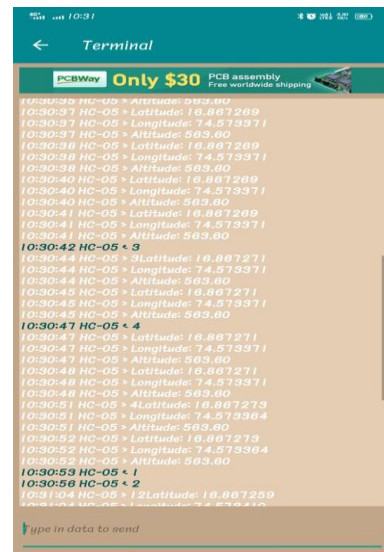 10:31
Terminal
PCBWay Only $30 PCB assembly
Free worldwide shipping
10:30:35 HC-05 > Altitude: 563.60
10:30:37 HC-05 > Latitude: 16.867269
10:30:37 HC-05 > Longitude: 74.573371
10:30:37 HC-05 > Altitude: 563.60
10:30:38 HC-05 > Latitude: 16.867269
10:30:38 HC-05 > Longitude: 74.573371
10:30:38 HC-05 > Altitude: 563.60
10:30:40 HC-05 > Latitude: 16.867269
10:30:40 HC-05 > Longitude: 74.573371
10:30:40 HC-05 > Altitude: 563.60
10:30:41 HC-05 > Latitude: 16.867269
10:30:41 HC-05 > Longitude: 74.573371
10:30:41 HC-05 > Altitude: 563.60
10:30:42 HC-05 < 3
10:30:44 HC-05 > 3Latitude: 16.867271
10:30:44 HC-05 > Longitude: 74.573371
10:30:44 HC-05 > Altitude: 563.60
10:30:45 HC-05 > Latitude: 16.867271
10:30:45 HC-05 > Longitude: 74.573371
10:30:45 HC-05 > Altitude: 563.60
10:30:47 HC-05 < 4
10:30:47 HC-05 > Latitude: 16.867271
10:30:47 HC-05 > Longitude: 74.573371
10:30:47 HC-05 > Altitude: 563.60
10:30:48 HC-05 > Latitude: 16.867271
10:30:48 HC-05 > Longitude: 74.573371
10:30:48 HC-05 > Altitude: 563.60
10:30:51 HC-05 > 4Latitude: 16.867273
10:30:51 HC-05 > Longitude: 74.573364
10:30:51 HC-05 > Altitude: 563.60
10:30:52 HC-05 > Latitude: 16.867273
10:30:52 HC-05 > Longitude: 74.573364
10:30:52 HC-05 > Altitude: 563.60
10:30:53 HC-05 < 1
10:30:56 HC-05 < 2
10:31:04 HC-05 > 12Latitude: 16.867259
10:31:04 HC-05 > Longitude:
Type in data to send